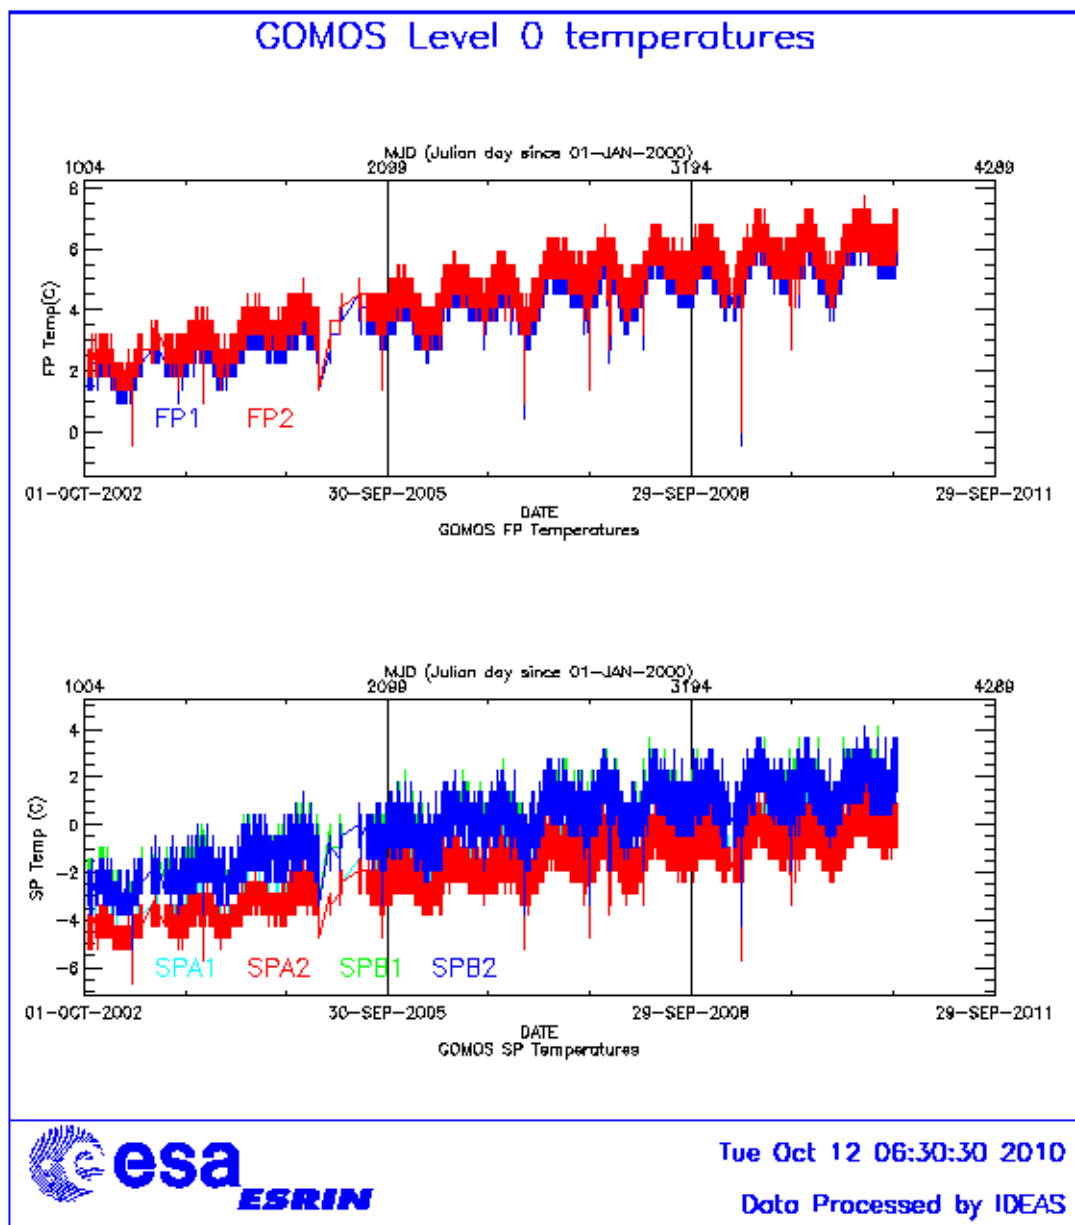 GOMOS Level 0 temperatures
MJD (Julian day since 01-JAN-2000)
1004 2099 3194 4289
8
6
4
2
0
FP Temp(C)
FP1 FP2
01-OCT-2002 30-SEP-2005 29-SEP-2008 29-SEP-2011
DATE
GOMOS FP Temperatures
MJD (Julian day since 01-JAN-2000)
1004 2099 3194 4289
4
2
0
-2
-4
-6
SP Temp (C)
SPA1 SPA2 SPB1 SPB2
01-OCT-2002 30-SEP-2005 29-SEP-2008 29-SEP-2011
DATE
GOMOS SP Temperatures
esa
ESRIN
Tue Oct 12 06:30:30 2010
Data Processed by IDEAS